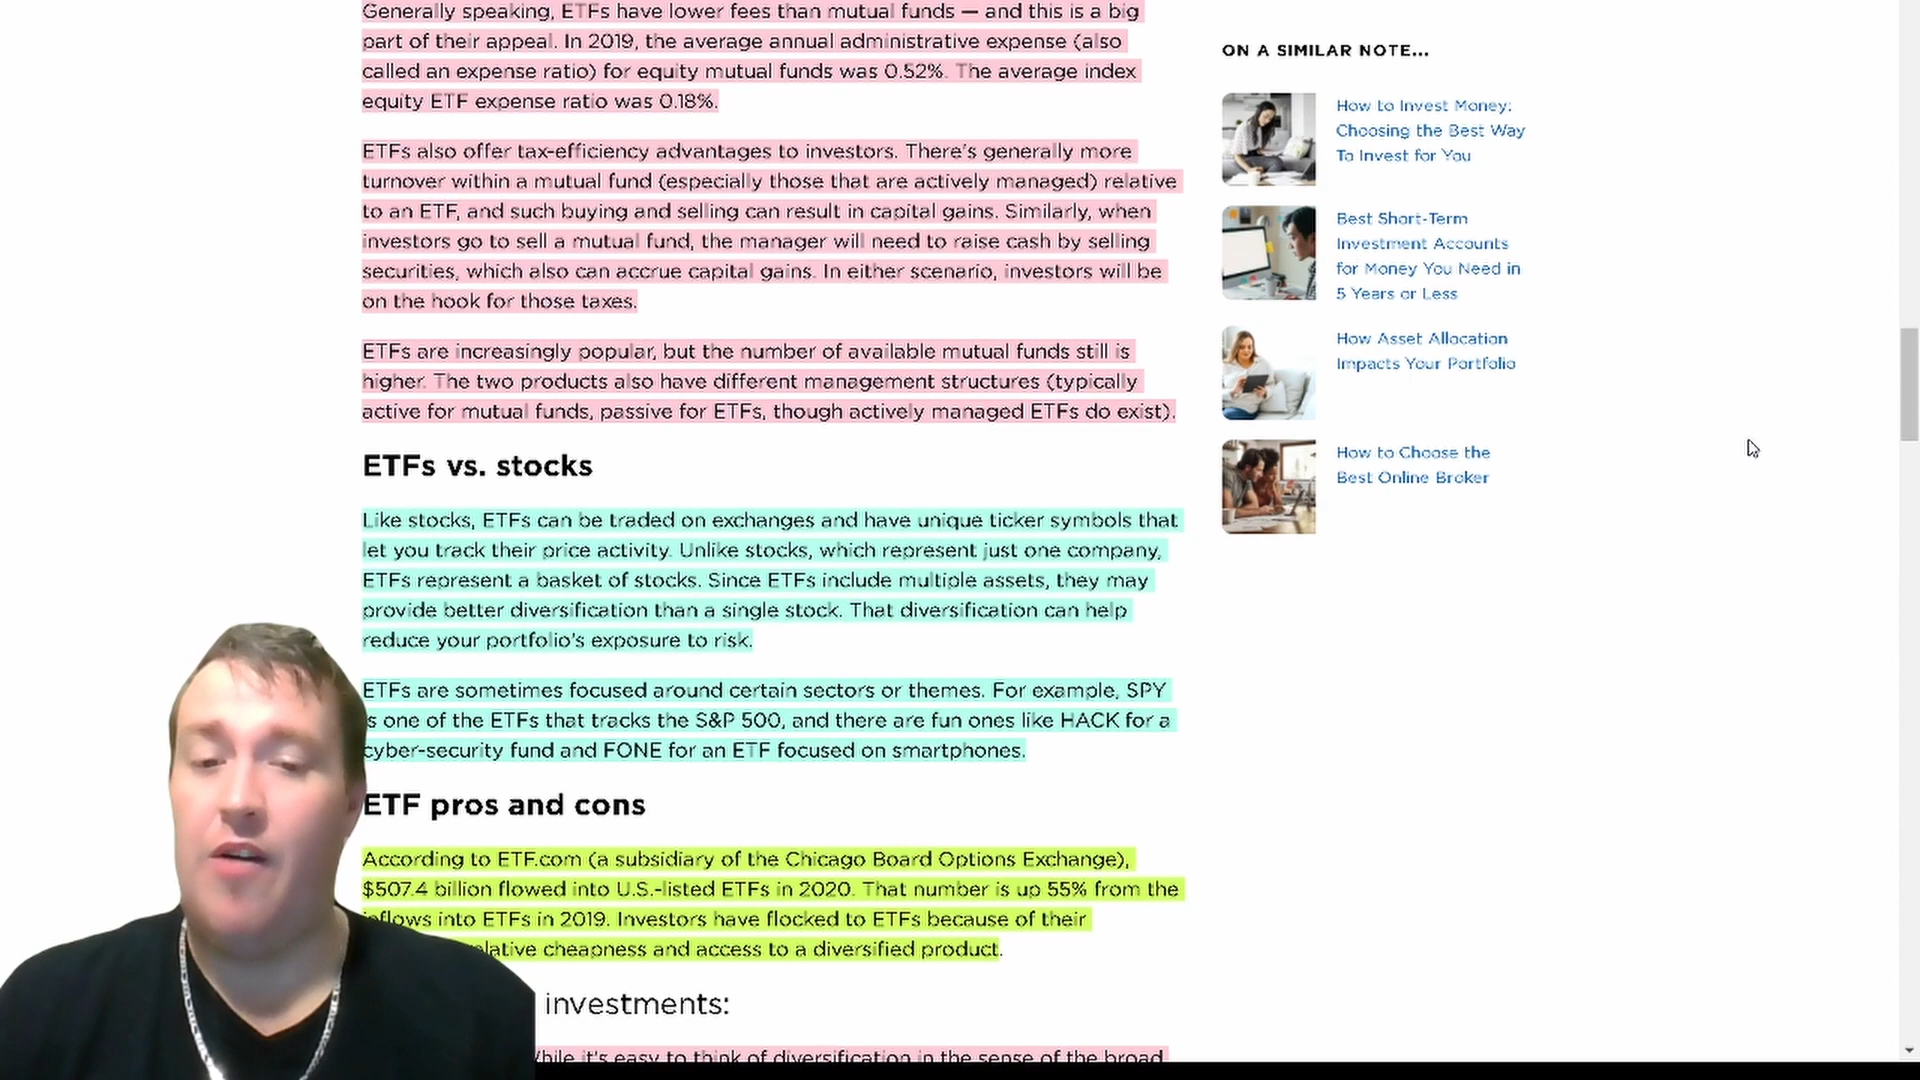 Generally speaking, ETFs have lower fees than mutual funds — and this is a big
part of their appeal. In 2019, the average annual administrative expense (also
called an expense ratio) for equity mutual funds was 0.52%. The average index
equity ETF expense ratio was 0.18%.
ETFs also offer tax-efficiency advantages to investors. There's generally more
turnover within a mutual fund (especially those that are actively managed) relative
to an ETF, and such buying and selling can result in capital gains. Similarly, when
investors go to sell a mutual fund, the manager will need to raise cash by selling
securities, which also can accrue capital gains. In either scenario, investors will be
on the hook for those taxes.
ETFs are increasingly popular, but the number of available mutual funds still is
higher. The two products also have different management structures (typically
active for mutual funds, passive for ETFs, though actively managed ETFs do exist).
ETFs vs. stocks
Like stocks, ETFs can be traded on exchanges and have unique ticker symbols that
let you track their price activity. Unlike stocks, which represent just one company,
ETFs represent a basket of stocks. Since ETFs include multiple assets, they may
provide better diversification than a single stock. That diversification can help
reduce your portfolio's exposure to risk.
ETFs are sometimes focused around certain sectors or themes. For example, SPY
is one of the ETFs that tracks the S&P 500, and there are fun ones like HACK for a
cyber-security fund and FONE for an ETF focused on smartphones.
ETF pros and cons
According to ETF.com (a subsidiary of the Chicago Board Options Exchange),
$507.4 billion flowed into U.S.-listed ETFs in 2020. That number is up 55% from the
inflows into ETFs in 2019. Investors have flocked to ETFs because of their
cheapness and access to a diversified product.
investments:
While it's easy to think of diversification in the sense of the broad
ON A SIMILAR NOTE...
How to Invest Money:
Choosing the Best Way
To Invest for You
Best Short-Term
Investment Accounts
for Money You Need in
5 Years or Less
How Asset Allocation
Impacts Your Portfolio
How to Choose the
Best Online Broker